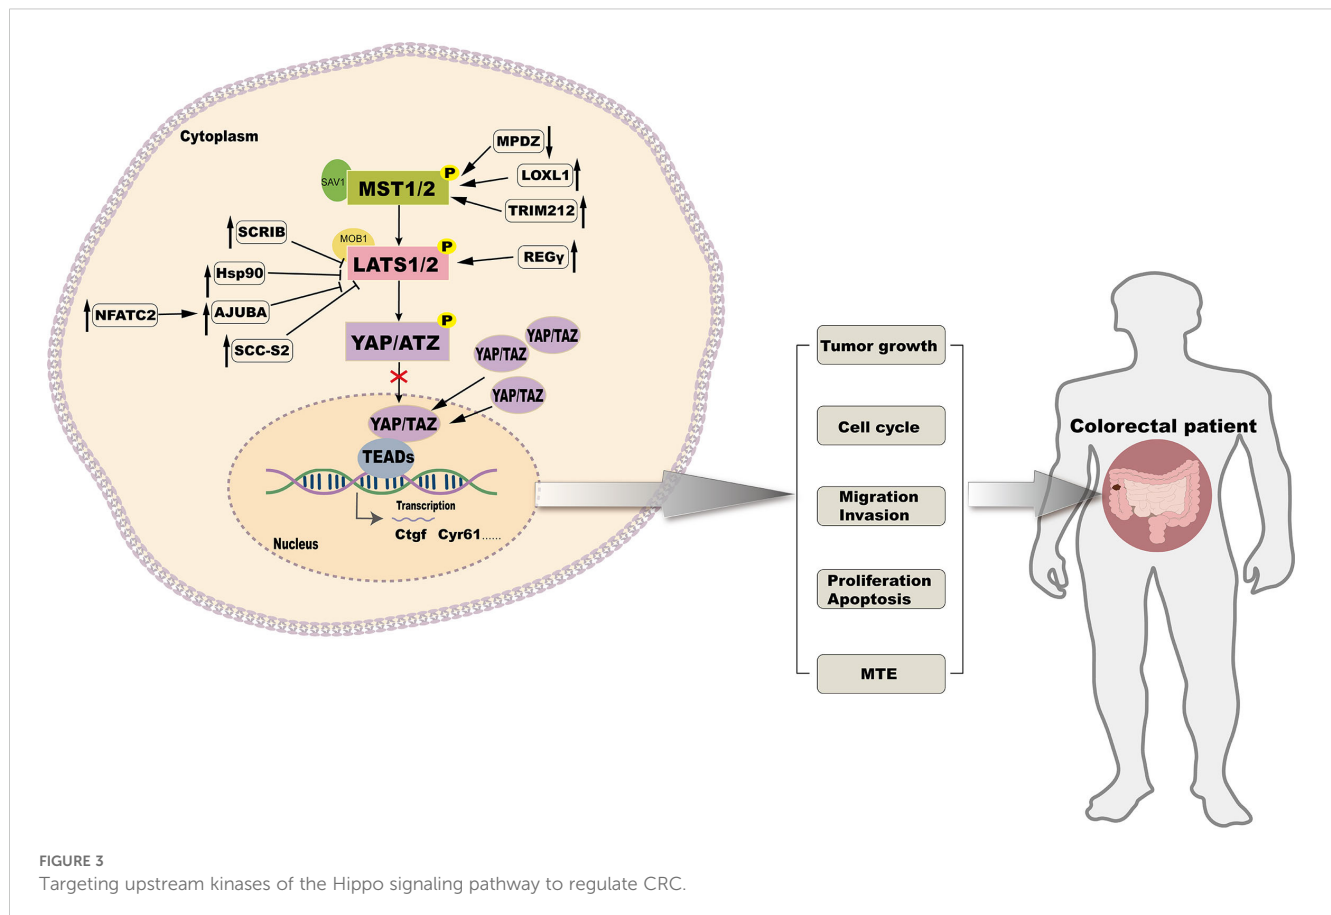 Cytoplasm
MPDZ
P
LOXL1
SAV1
MST1/2
TRIM212
SCRIB
MOB1
P
REGγ
LATS1/2
Hsp90
NFATC2
AJUBA
SCC-S2
P
YAP/ATZ
YAP/TAZ
YAP/TAZ
YAP/TAZ
YAP/TAZ
TEADs
Transcription
Ctgf Cyr61......
Nucleus
Tumor growth
Cell cycle
Migration
Invasion
Proliferation
Apoptosis
MTE
Colorectal patient
FIGURE 3
Targeting upstream kinases of the Hippo signaling pathway to regulate CRC.